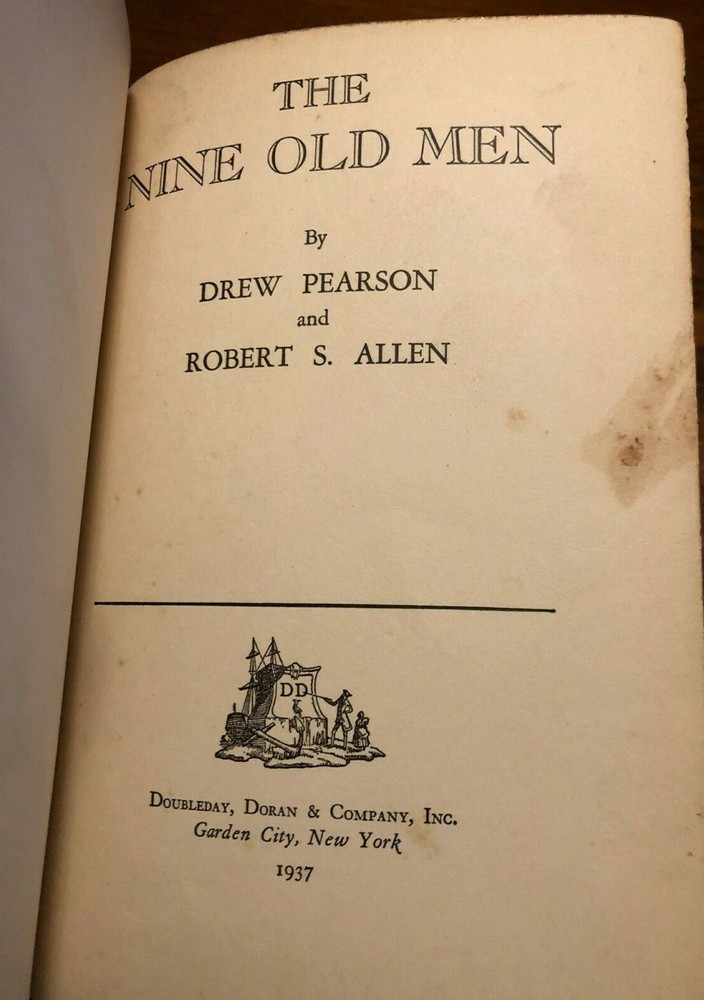 THE
NINE OLD MEN
By
DREW PEARSON
and
ROBERT S. ALLEN
DD
DOUBLEDAY, DORAN & COMPANY, INC.
Garden City, New York
1937